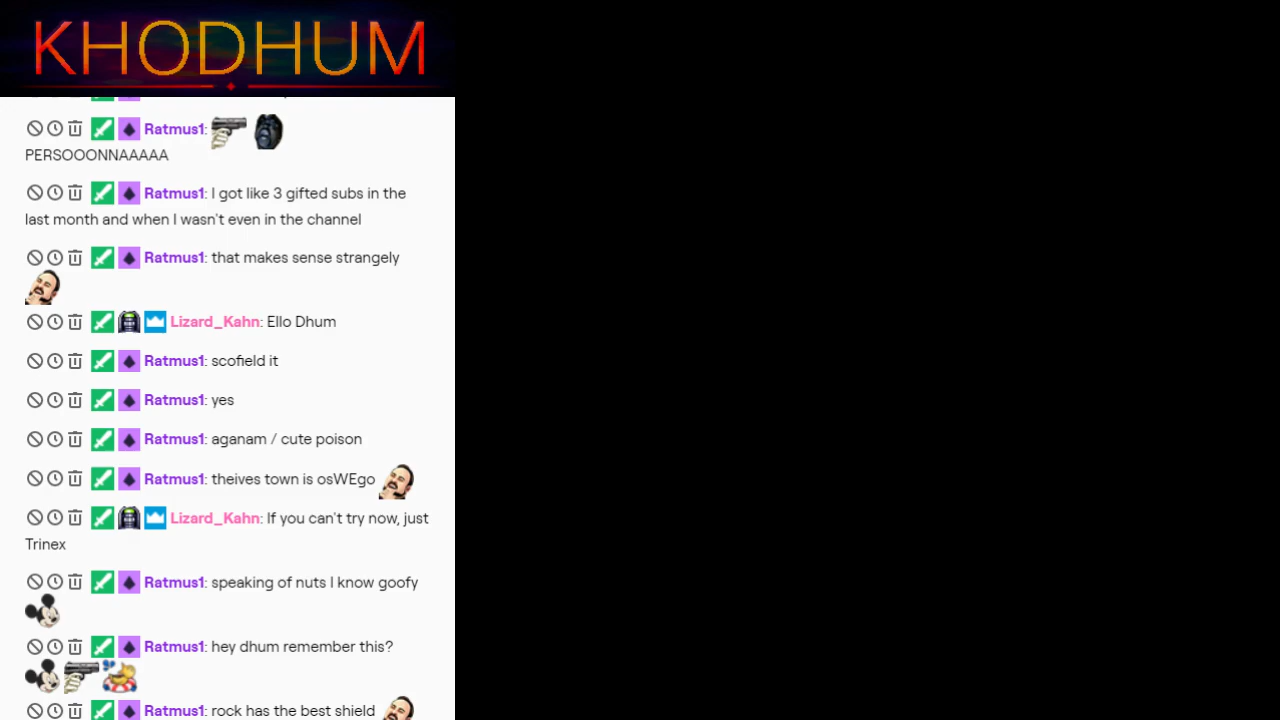 KHODHUM
Ratmus1:
PERSOOONNAAAAA
Ratmus1: I got like 3 gifted subs in the
last month and when I wasn't even in the channel
Ratmus1: that makes sense strangely
Lizard_Kahn: Ello Dhum
Ratmus1: scofield it
Ratmus1: yes
Ratmus1: aganam / cute poison
Ratmus1: theives town is osWEgo
Lizard_Kahn: If you can't try now, just
Trinex
Ratmus1: speaking of nuts I know goofy
Ratmus1: hey dhum remember this?
Ratmus1: rock has the best shield